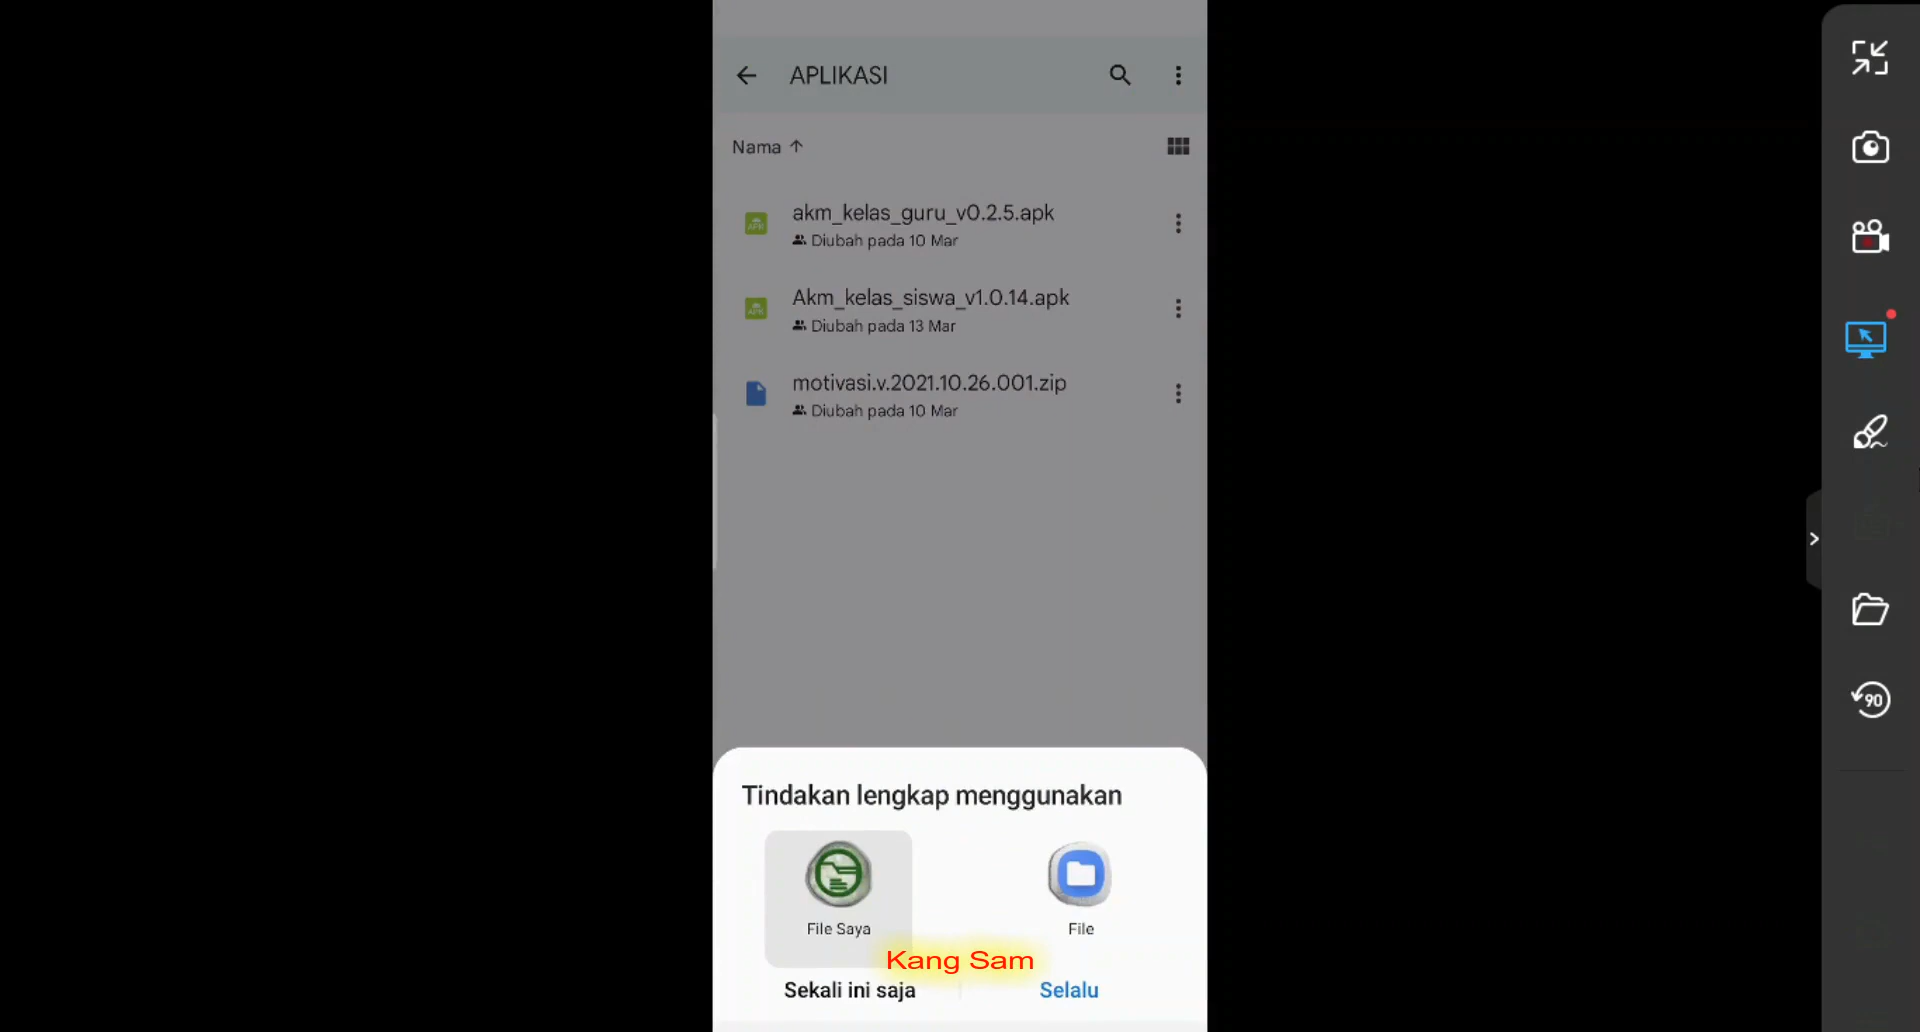 APLIKASI
Nama
akm_kelas_guru_v0.2.5.apk
Diubah pada 10 Mar
Akm_kelas_siswa_v1.0.14.apk
Diubah pada 13 Mar
motivasi.v.2021.10.26.001.zip
Diubah pada 10 Mar
Tindakan lengkap menggunakan
File Saya
File
Kang Sam
Sekali ini saja
Selalu
90